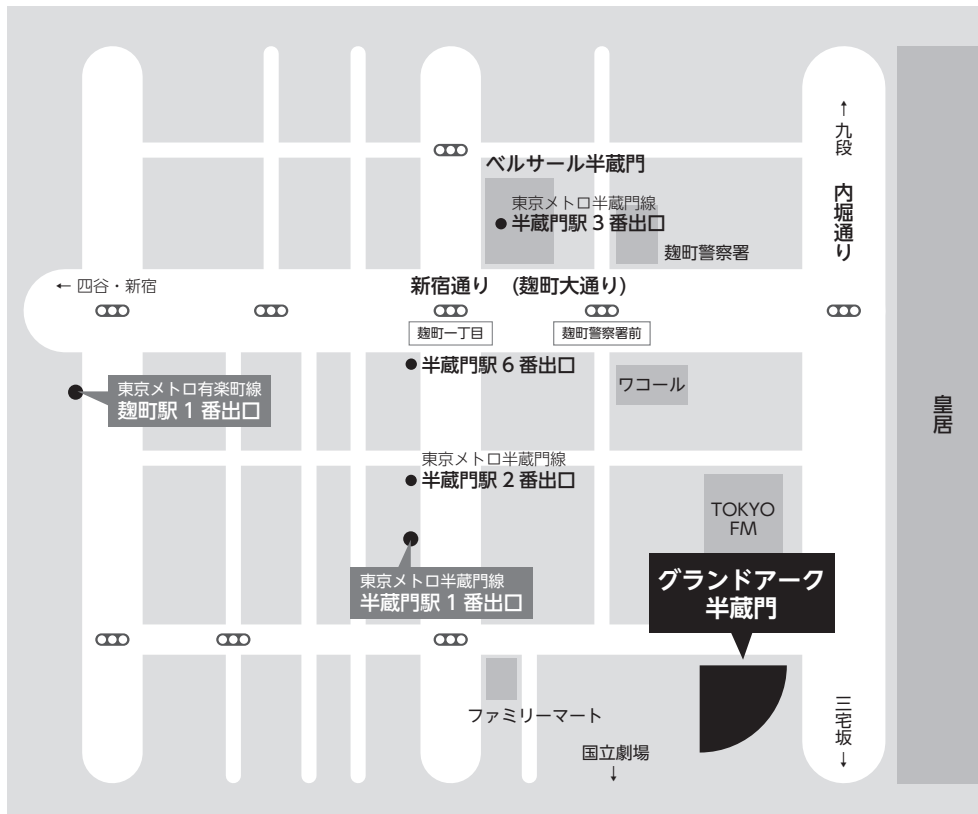 ↑
九段
内堀通り
ベルサール半蔵門
東京メトロ半蔵門線
半蔵門駅 3 番出口
麹町警察署
← 四谷・新宿
新宿通り (麹町大通り)
麹町一丁目
麹町警察署前
半蔵門駅 6 番出口
ワコール
東京メトロ有楽町線
麹町駅 1 番出口
皇居
東京メトロ半蔵門線
半蔵門駅 2 番出口
TOKYO
FM
東京メトロ半蔵門線
半蔵門駅 1 番出口
グランドアーク
半蔵門
ファミリーマート
国立劇場
↓
三宅坂
↓